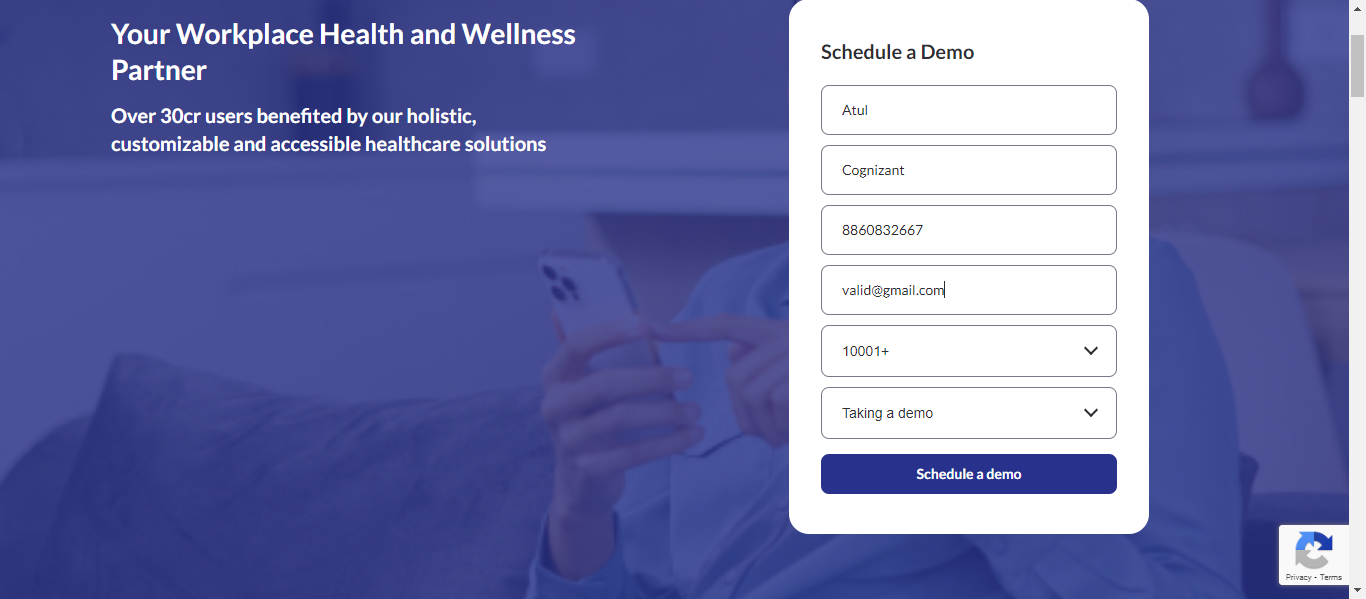 Your Workplace Health and Wellness
Partner
Over 30cr users benefited by our holistic,
customizable and accessible healthcare solutions
Schedule a Demo
Atul
Cognizant
8860832667
valid@gmail.com
10001+
Taking a demo
Schedule a demo
Privacy - Terms